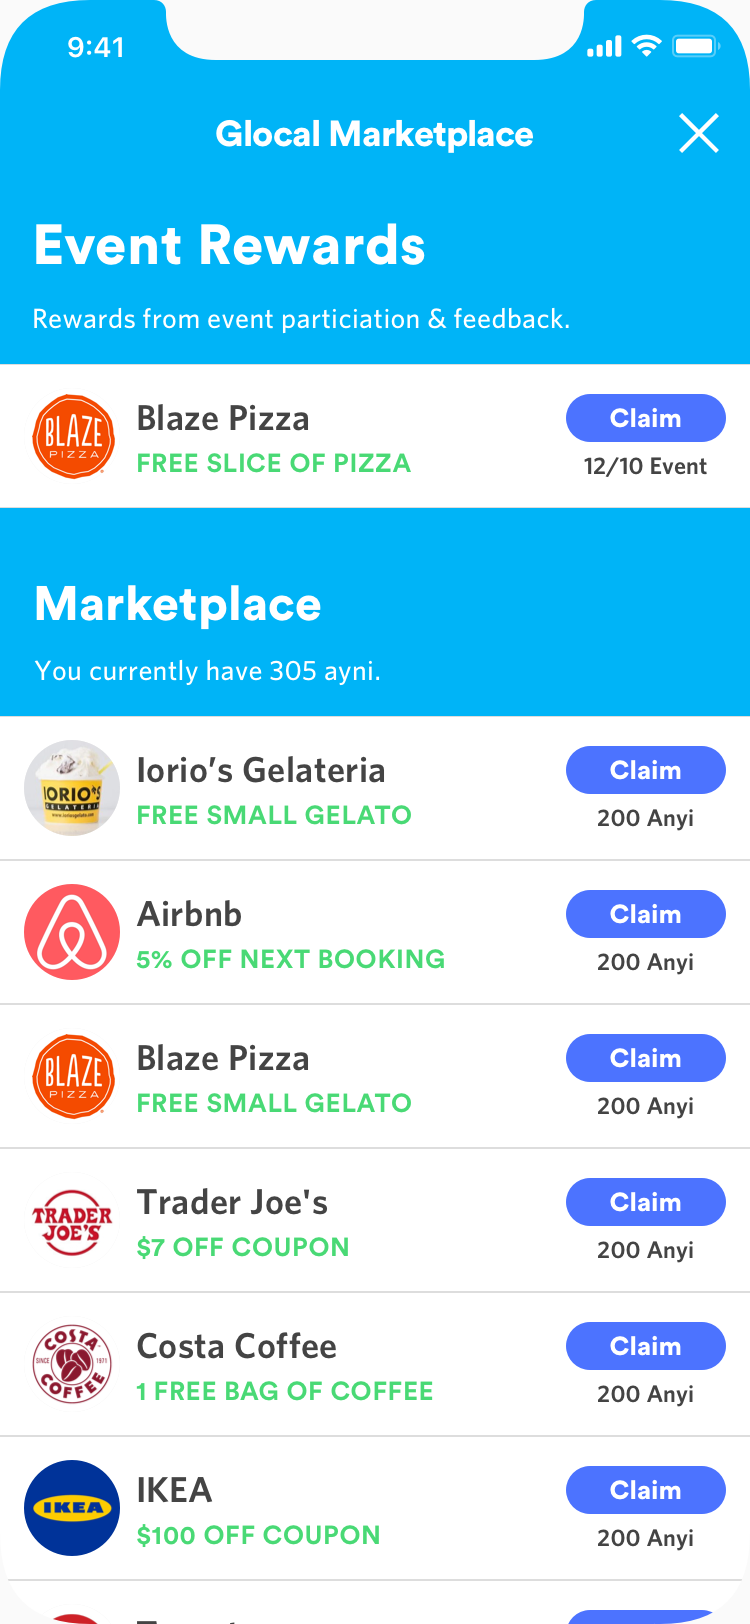 9:41
Glocal Marketplace
Event Rewards
Rewards from event particiation & feedback.
BLAZE
PIZZA
Blaze Pizza
Claim
FREE SLICE OF PIZZA
12/10 Event
Marketplace
You currently have 305 ayni.
IORIO'S
GELATERIA
www.ioriosgelato.com
Iorio’s Gelateria
Claim
FREE SMALL GELATO
200 Anyi
Airbnb
Claim
5% OFF NEXT BOOKING
200 Anyi
BLAZE
PIZZA
Blaze Pizza
Claim
FREE SMALL GELATO
200 Anyi
TRADER
JOE'S
Trader Joe's
Claim
$7 OFF COUPON
200 Anyi
COSTA
SINCE 1971
COFFEE
Costa Coffee
Claim
1 FREE BAG OF COFFEE
200 Anyi
IKEA
IKEA
Claim
$100 OFF COUPON
200 Anyi